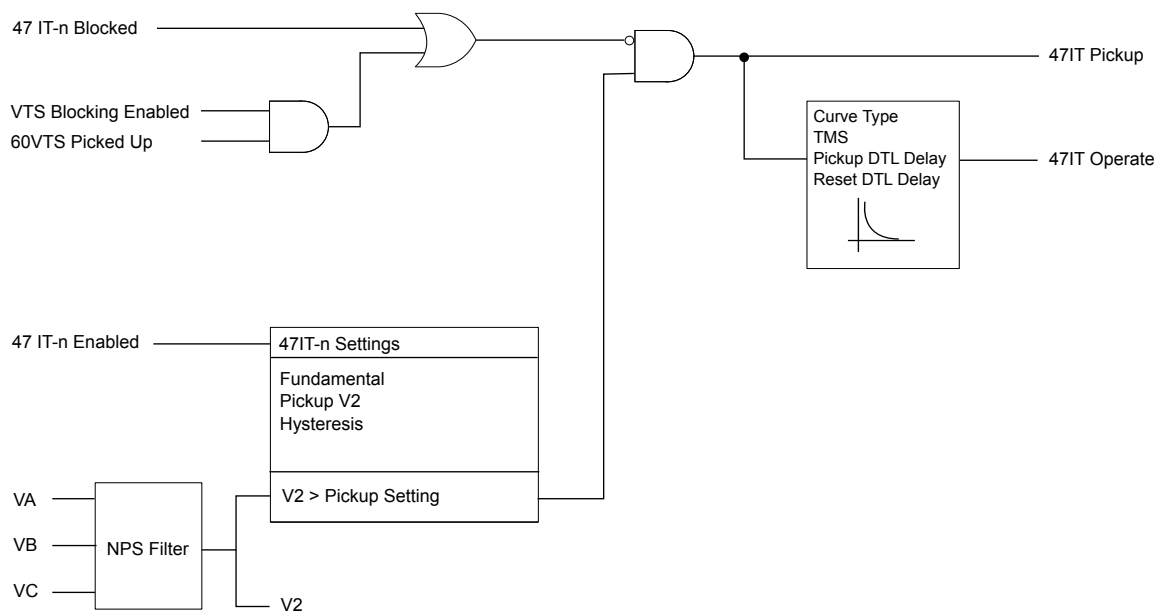 47 IT-n Blocked
VTS Blocking Enabled
60VTS Picked Up
47IT Pickup
Curve Type
TMS
Pickup DTL Delay
Reset DTL Delay
47IT Operate
47 IT-n Enabled
47IT-n Settings
Fundamental
Pickup V2
Hysteresis
V2 > Pickup Setting
VA
VB
VC
NPS Filter
V2